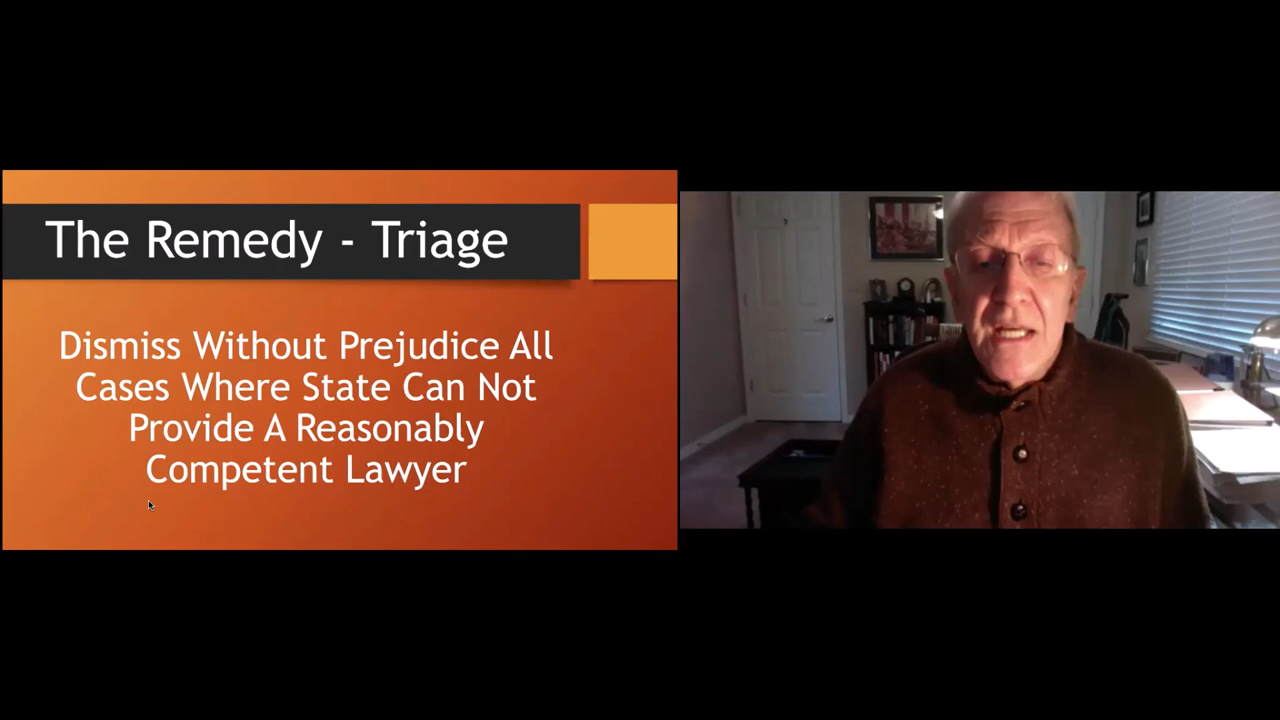 The Remedy - Triage
Dismiss Without Prejudice All
Cases Where State Can Not
Provide A Reasonably
Competent Lawyer